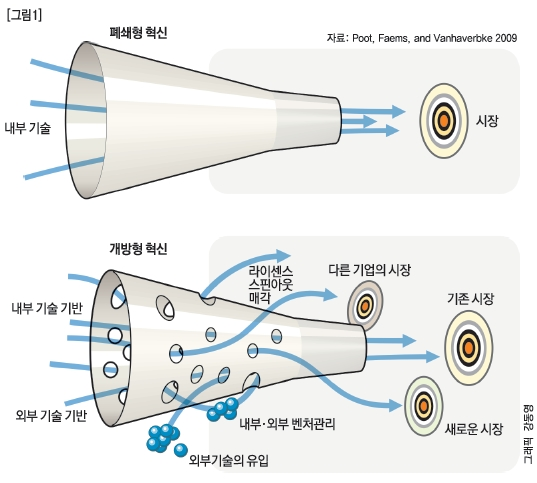 [그림1]
폐쇄형 혁신
자료: Poot, Faems, and Vanhaverbke 2009
내부 기술
시장
개방형 혁신
라이센스
스핀아웃
매각
다른 기업의 시장
내부 기술 기반
기존 시장
외부 기술 기반
내부·외부 벤처관리
새로운 시장
외부기술의 유입
그래픽 강동영